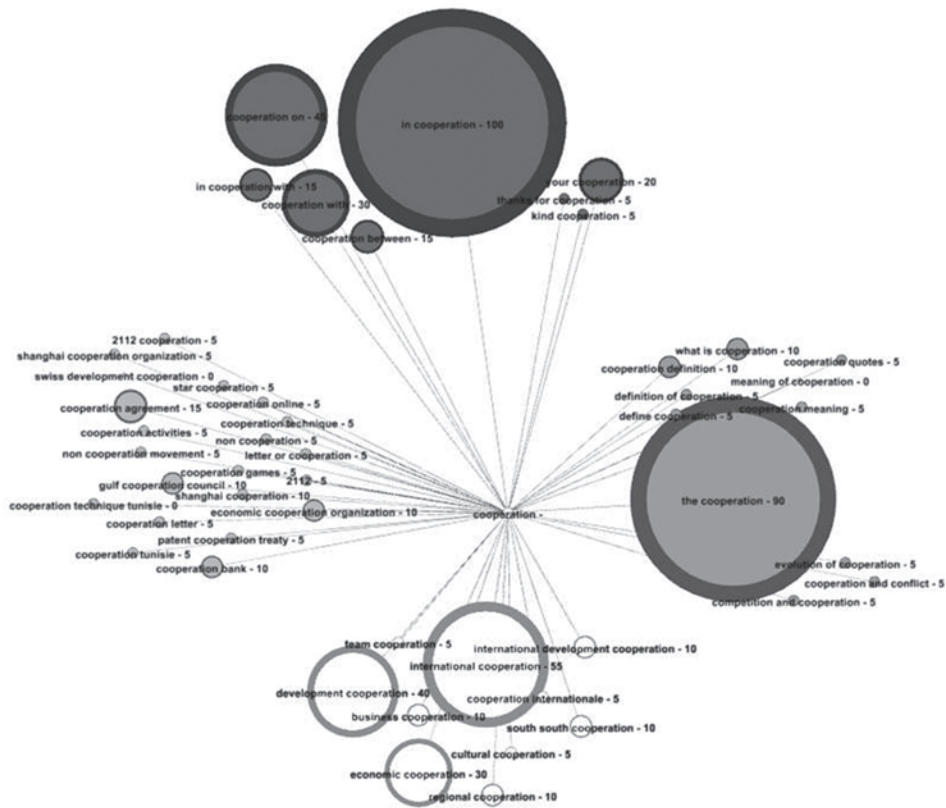 in cooperation - 100
cooperation on - 45
your cooperation - 20
in cooperation with - 15
thanks for cooperation - 5
cooperation with - 30
kind cooperation - 5
cooperation between - 15
2112 cooperation - 5
shanghai cooperation organization - 5
swiss development cooperation - 0
star cooperation - 5
cooperation agreement - 15
cooperation online - 5
cooperation technique - 5
cooperation activities - 5
non cooperation - 5
non cooperation movement - 5
letter or cooperation - 5
cooperation games - 5
2112 - 5
gulf cooperation council - 10
shanghai cooperation - 10
cooperation technique tunisie - 0
economic cooperation organization - 10
cooperation letter - 5
patent cooperation treaty - 5
cooperation tunisie - 5
cooperation bank - 10
cooperation -
what is cooperation - 10
cooperation quotes - 5
cooperation definition - 10
meaning of cooperation - 0
definition of cooperation - 5
cooperation meaning - 5
define cooperation - 5
the cooperation - 90
evolution of cooperation - 5
cooperation and conflict - 5
competition and cooperation - 5
team cooperation - 5
international development cooperation - 10
international cooperation - 55
development cooperation - 40
cooperation internationale - 5
business cooperation - 10
south south cooperation - 10
cultural cooperation - 5
economic cooperation - 30
regional cooperation - 10